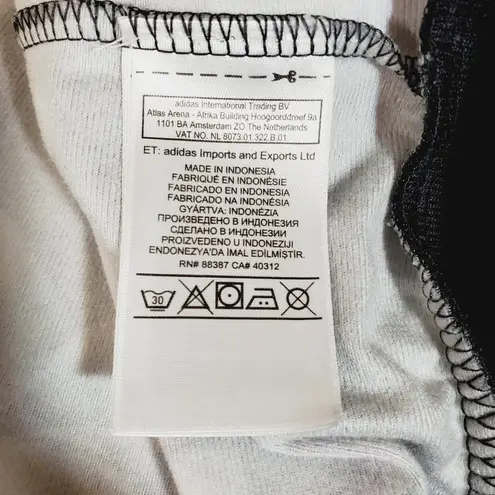 adidas International Trading BV
Atlas Arena - Afrika Building Hoogoorddreef 9a
1101 BA Amsterdam ZO The Netherlands
VAT NO. NL 8073.01.322.B.01
ET: adidas Imports and Exports Ltd
MADE IN INDONESIA
FABRIQUÉ EN INDONÉSIE
FABRICADO EN INDONESIA
FABRICADO NA INDONÉSIA
GYÁRTVA: INDONÉZIA
ПРОИЗВЕДЕНО В ИНДОНЕЗИЯ
СДЕЛАНО В ИНДОНЕЗИИ
PROIZVEDENO U INDONEZIJI
ENDONEZYA'DA İMAL EDİLMİŞTİR.
RN# 88387 CA# 40312
30